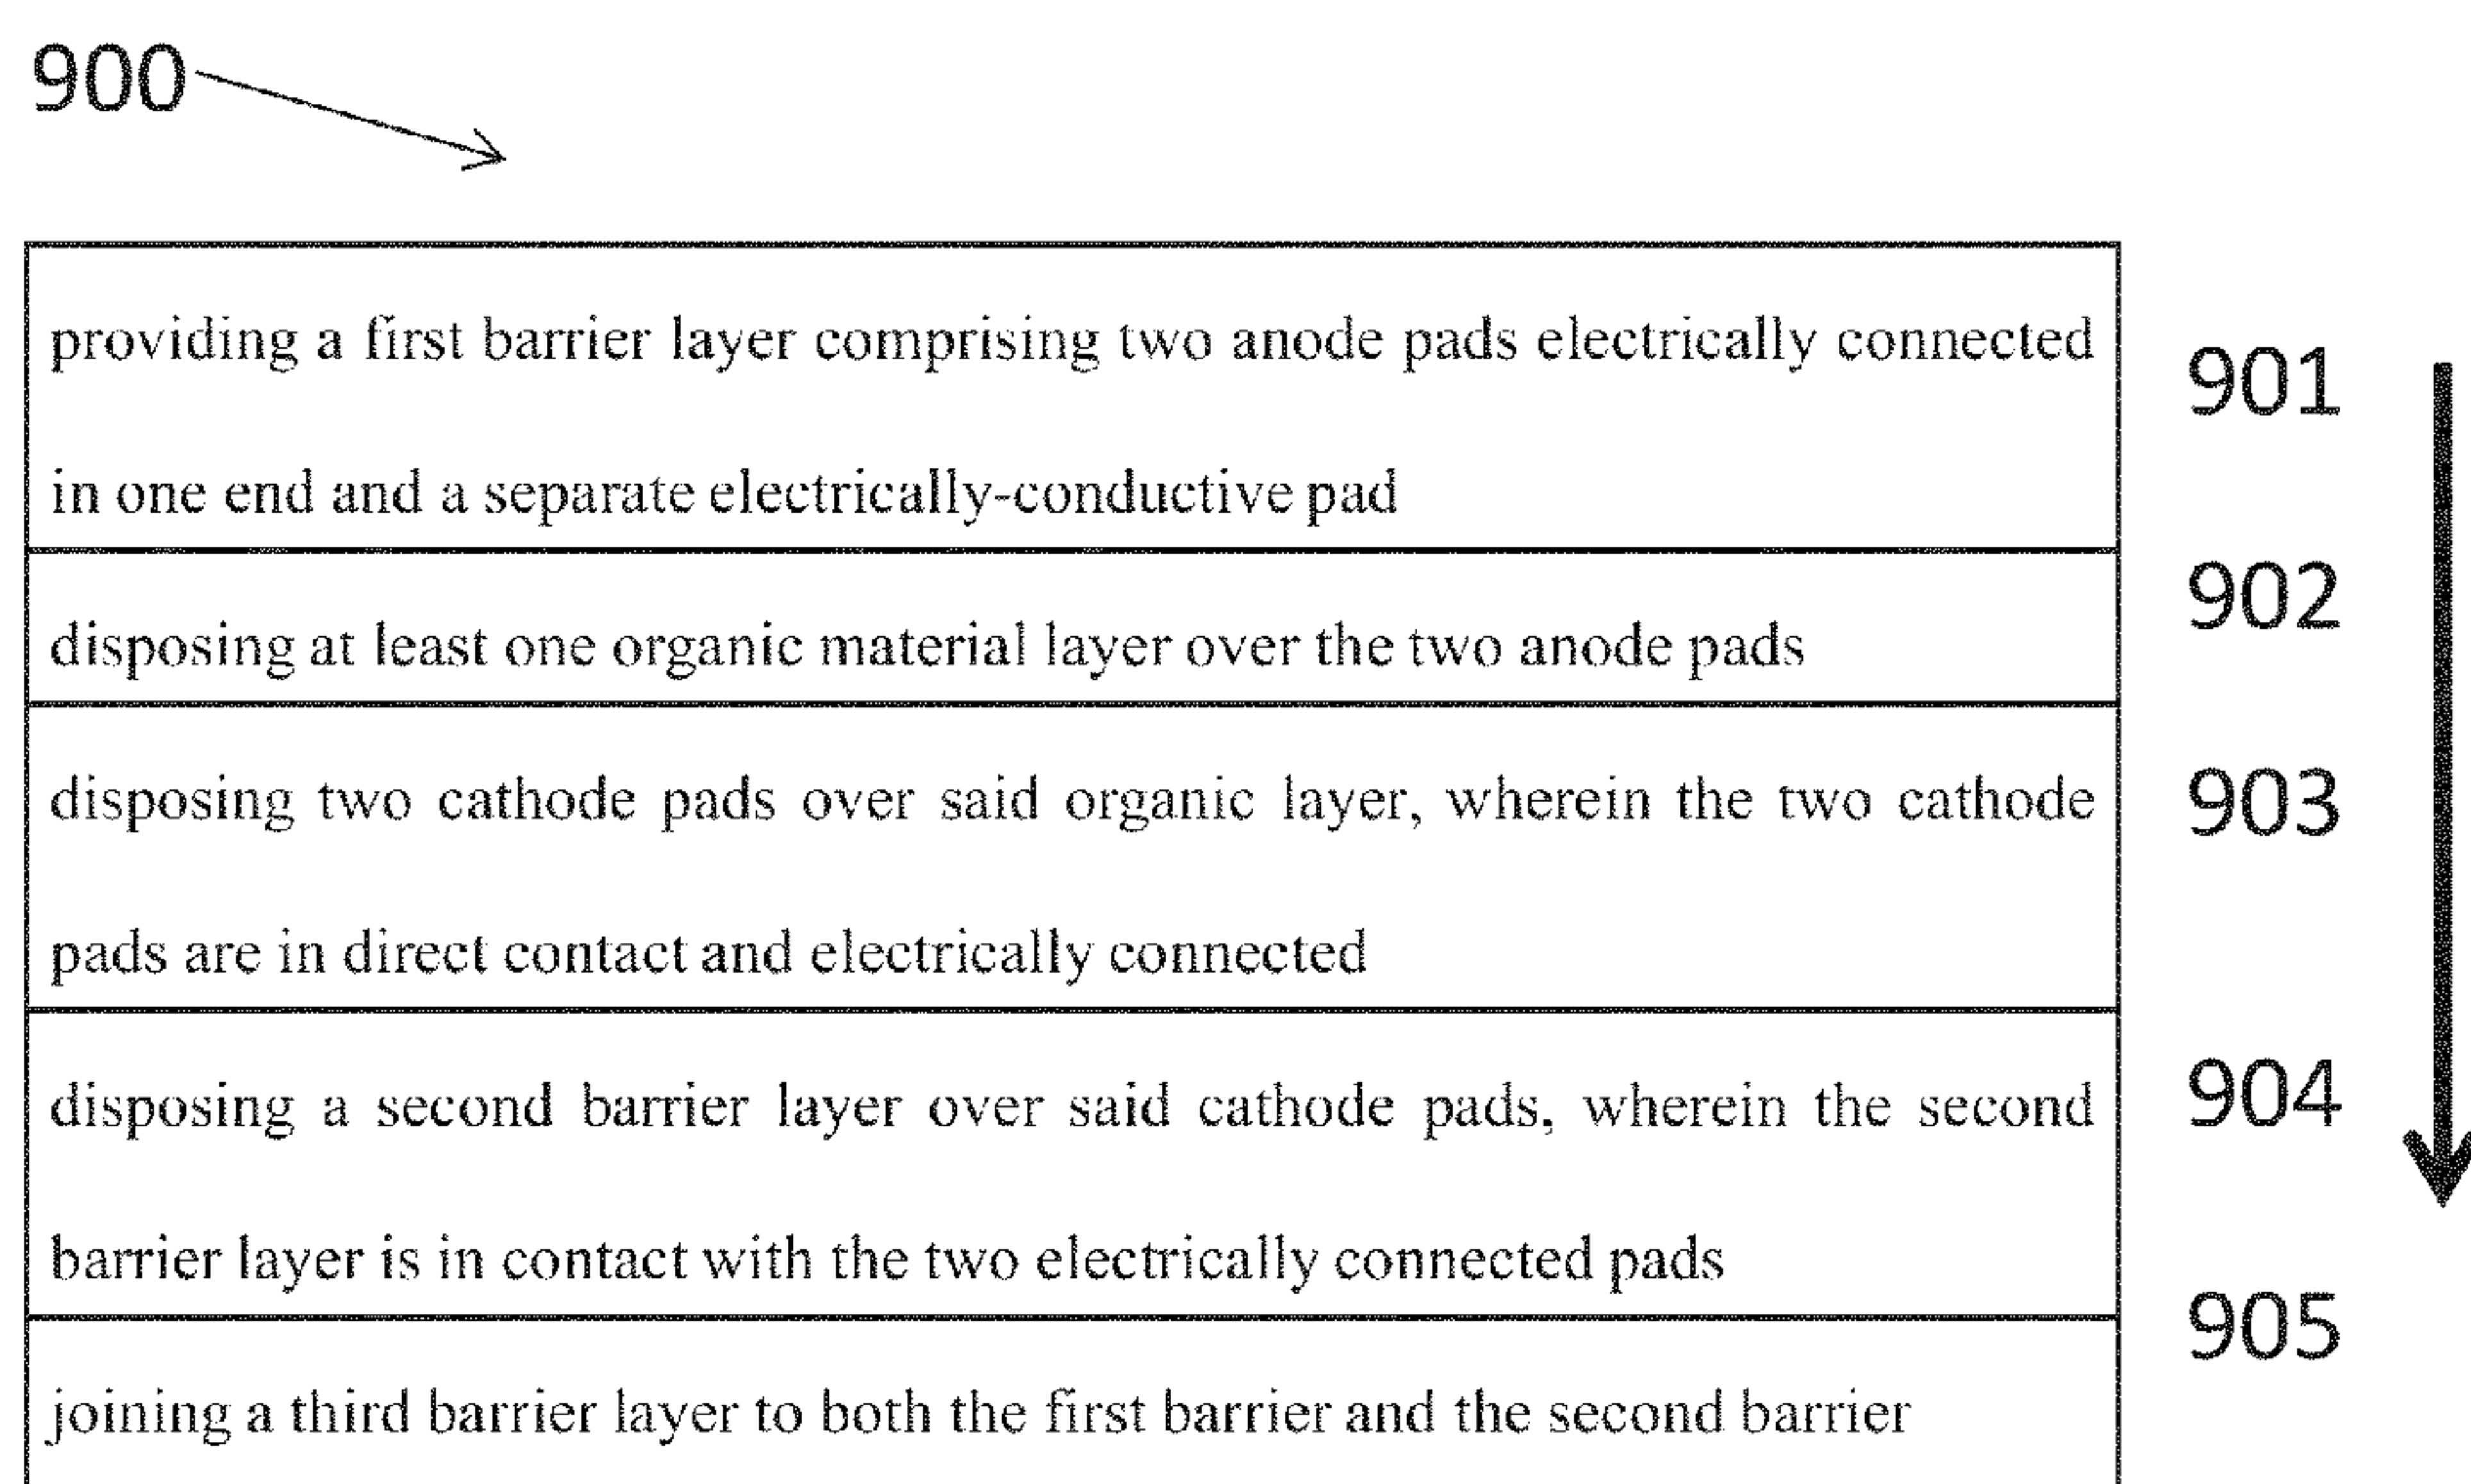 900
providing a first barrier layer comprising two anode pads electrically connected
901
in one end and a separate electrically-conductive pad
902
disposing at least one organic material layer over the two anode pads
disposing two cathode pads over said organic layer, wherein the two cathode
903
pads are in direct contact and electrically connected
disposing a second barrier layer over said cathode pads, wherein the second
904
barrier layer is in contact with the two electrically connected pads
905
joining a third barrier layer to both the first barrier and the second barrier